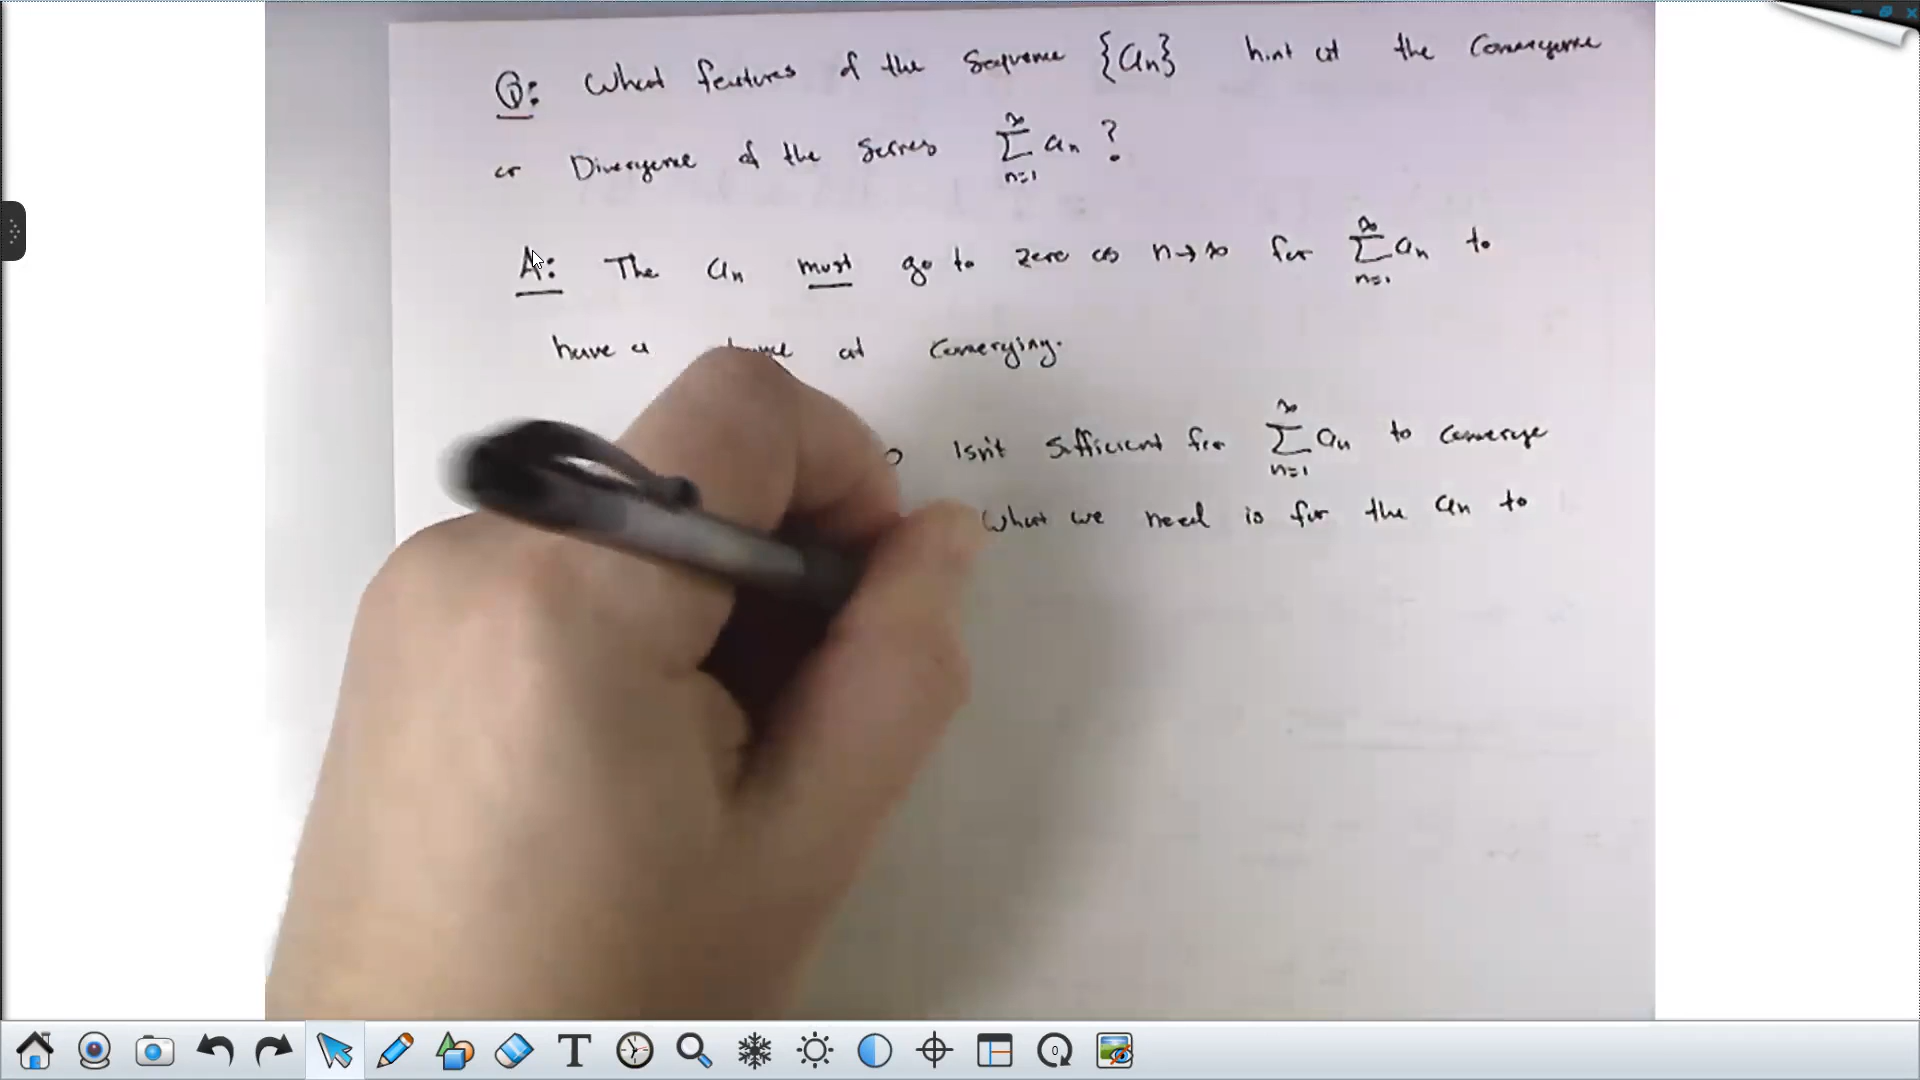 Q: What features of the Sequence {an} hint at the Convergence
or Divergence of the Series ∞∑n=1 an ?
A: The an must go to zero as n→∞ for ∞∑n=1 an to
have a at converging.
Isn't sufficient for ∞∑n=1 an to converge
What we need is for the an to